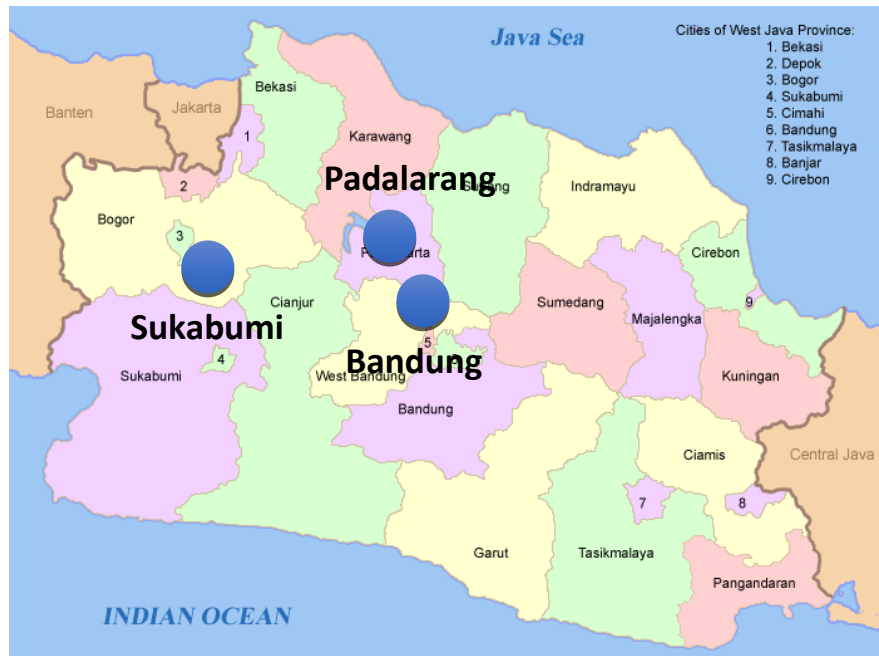 Java Sea
Cities of West Java Province:
1. Bekasi
2. Depok
3. Bogor
4. Sukabumi
5. Cimahi
6. Bandung
7. Tasikmalaya
8. Banjar
9. Cirebon
Banten
Jakarta
Bekasi
1
Karawang
2
Padalarang
Indramayu
Bogor
3
Cirebon
Sukabumi
Cianjur
Sumedang
Majalengka
9
4
Sukabumi
5
Bandung
West Bandung
Kuningan
Bandung
Ciamis
Central Java
7
8
Garut
Tasikmalaya
Pangandaran
INDIAN OCEAN